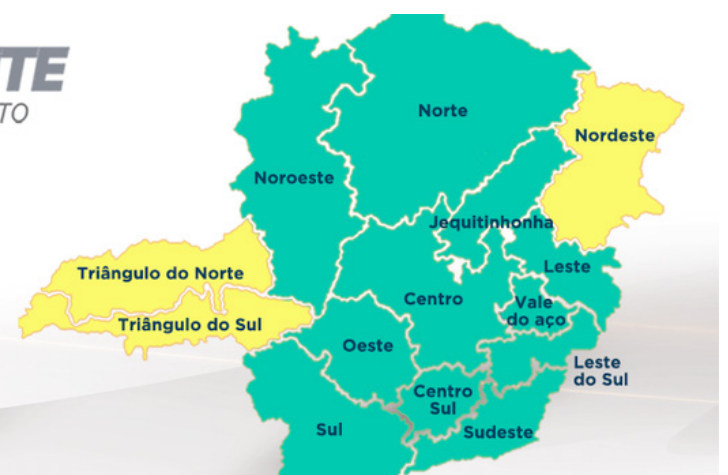 TE
TO
Norte
Nordeste
Noroeste
Jequitinhonha
Triângulo do Norte
Leste
Centro
Vale
do aço
Triângulo do Sul
Oeste
Leste
do Sul
Centro
Sul
Sul
Sudeste